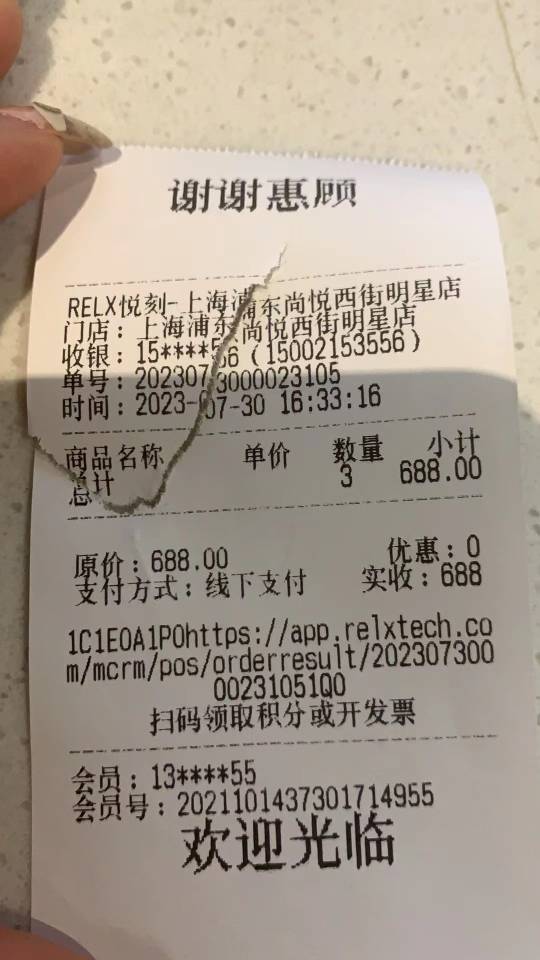 谢谢惠顾
RELX悦刻-上海浦东尚悦西街明星店
门店：上海浦东尚悦西街明星店
收银：15****56（15002153556）
单号：2023073000023105
时间：2023-07-30 16:33:16
商品名称 单价 数量 小计
总计 3 688.00
原价：688.00 优惠：0
支付方式：线下支付 实收：688
1C1E0A1P0https://app.relxtech.co
m/mcrm/pos/orderresult/202307300
00231051Q0
扫码领取积分或开发票
会员：13****55
会员号：2021101437301714955
欢迎光临